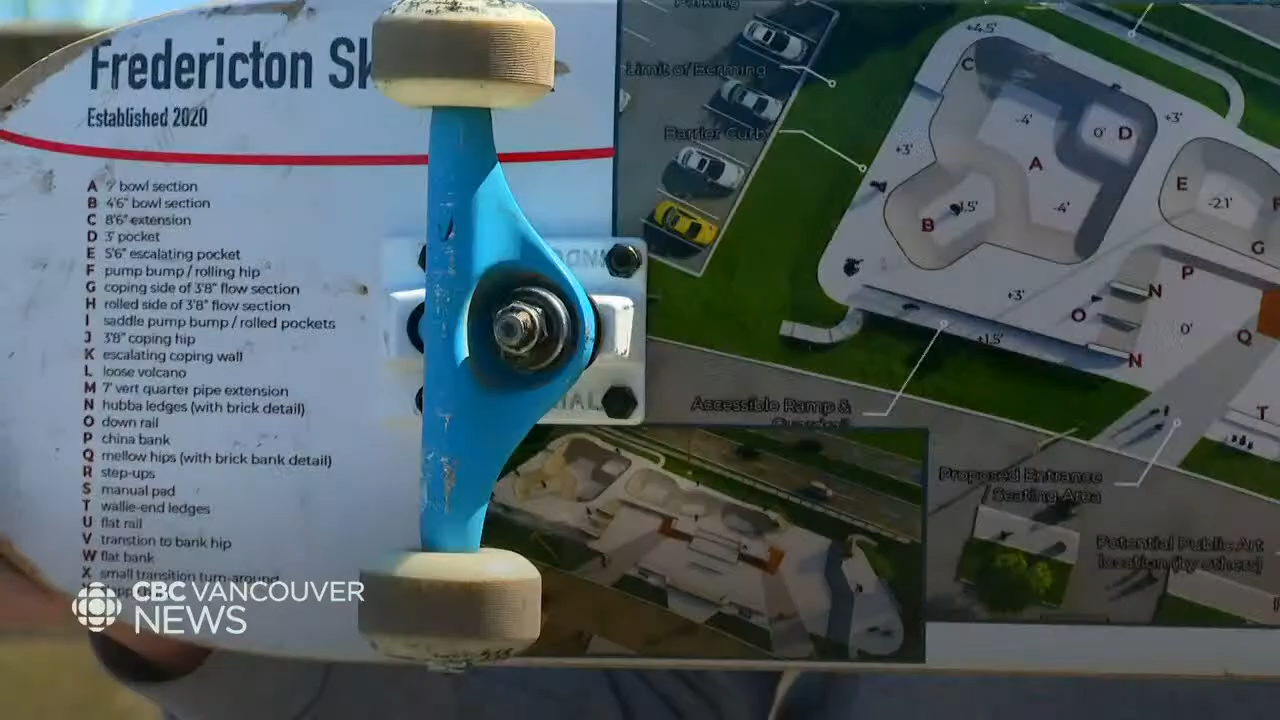 Fredericton Sk
Established 2020
A 9' bowl section
B 4'6" bowl section
C 8'6" extension
D 3' pocket
E 5'6" escalating pocket
F pump bump / rolling hip
G coping side of 3'8" flow section
H rolled side of 3'8" flow section
I saddle pump bump / rolled pockets
J 3'8" coping hip
K escalating coping wall
L loose volcano
M 7' vert quarter pipe extension
N hubba ledges (with brick detail)
O down rail
P china bank
Q mellow hips (with brick bank detail)
R step-ups
S manual pad
T wallie-end ledges
U flat rail
V transtion to bank hip
W flat bank
X small transition turn-around
CBC VANCOUVER
NEWS
Parking
Limit of Berming
Barrier Curb
+4.5'
C
-4'
0' D
+3'
+3'
A
E
-2.1'
F
B
-4'
G
P
+3'
N
O
0'
Q
+1.5'
N
T
Accessible Ramp &
Proposed Entrance
/ Seating Area
Potential Public Art
location (by others)